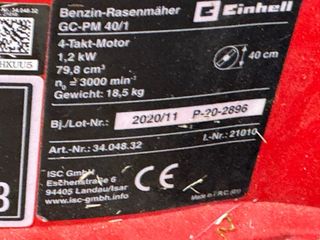 Benzin-Rasenmäher
GC-PM 40/1
Einhell
4-Takt-Motor
1,2 kW
79,8 cm³
n₀ = 3000 min⁻¹
Gewicht: 18,5 kg
40 cm
Bj./Lot-Nr.: 2020/11 P-20-2896
Art.-Nr.: 34.048.32
I.-Nr.: 21010
ISC GmbH
Eschenstraße 6
94405 Landau/Isar
www.isc-gmbh.info
CE